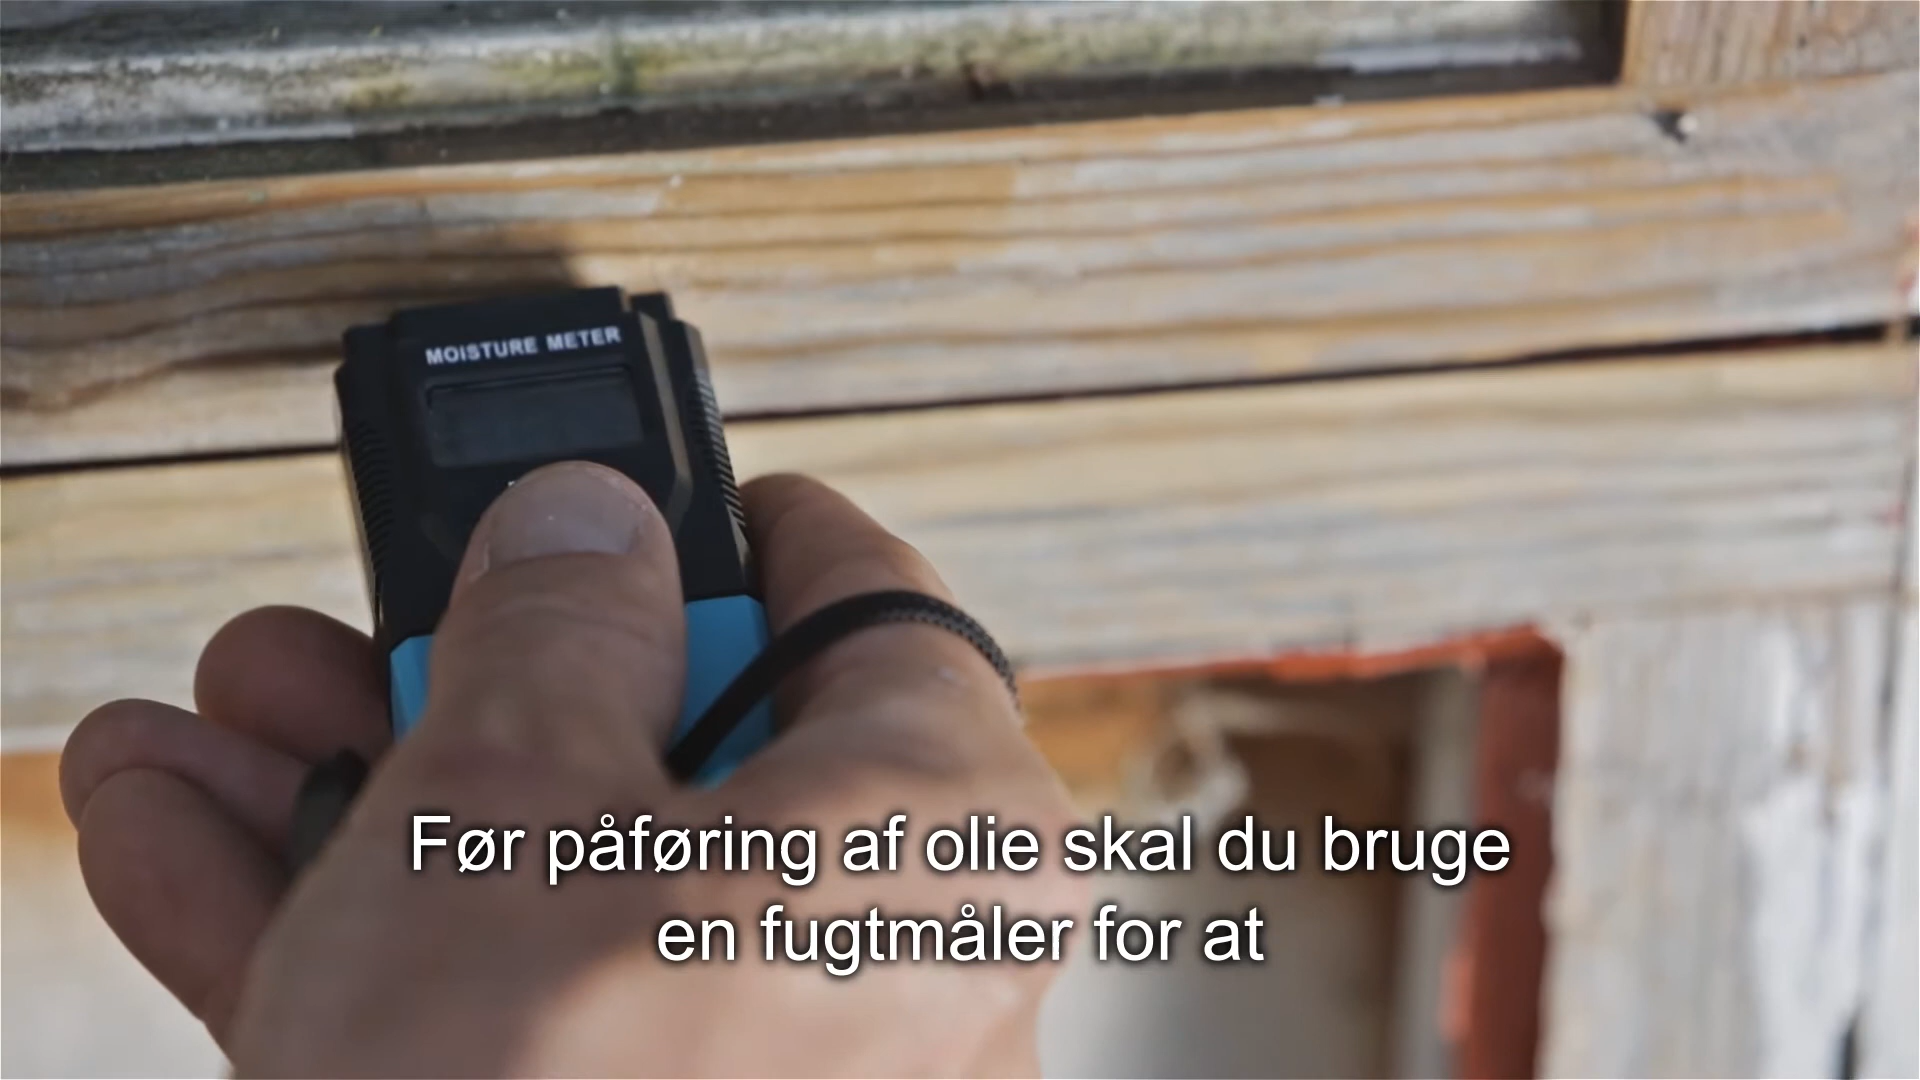 MOISTURE METER
Før påføring af olie skal du bruge
en fugtmåler for at